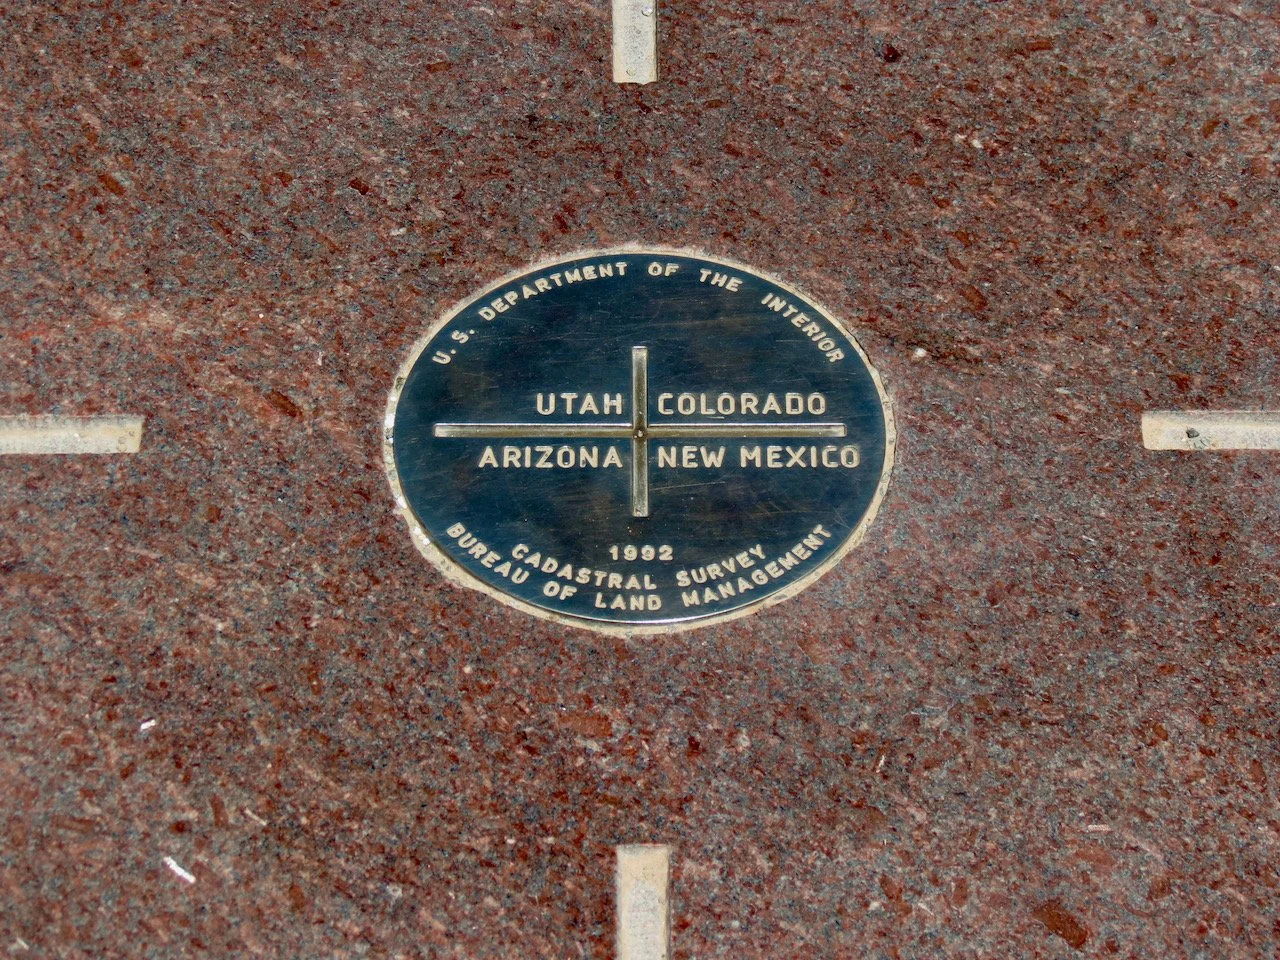 U. S. DEPARTMENT OF THE INTERIOR
UTAH COLORADO
ARIZONA NEW MEXICO
1992
CADASTRAL SURVEY
BUREAU OF LAND MANAGEMENT